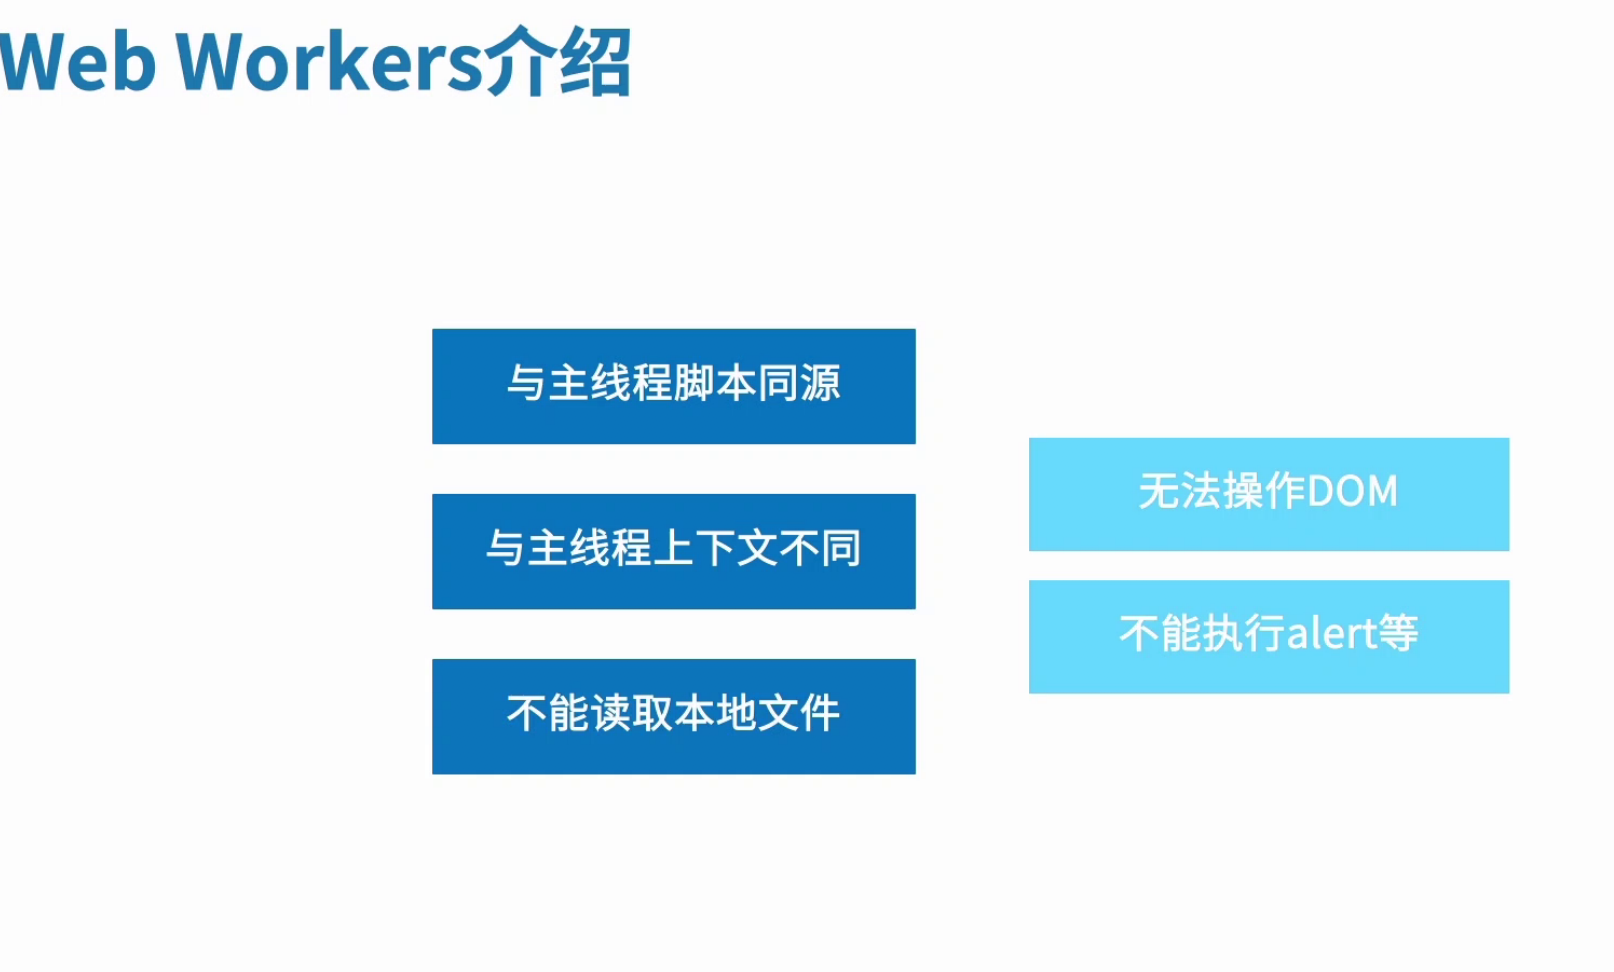 Web Workers介绍
与主线程脚本同源
与主线程上下文不同
不能读取本地文件
无法操作DOM
不能执行alert等